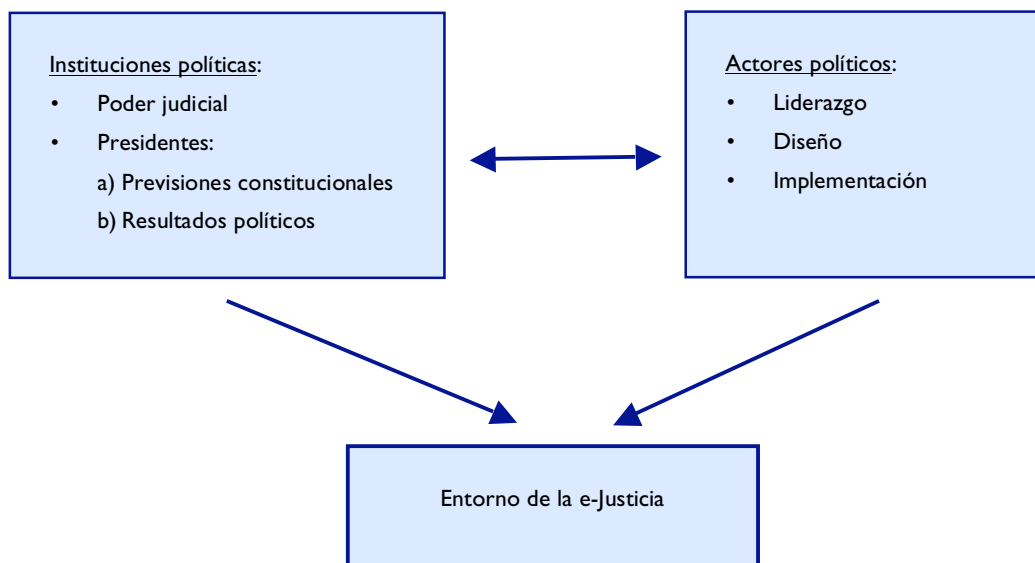 Instituciones políticas:
• Poder judicial
• Presidentes:
a) Previsiones constitucionales
b) Resultados políticos
Actores políticos:
• Liderazgo
• Diseño
• Implementación
Entorno de la e-Justicia